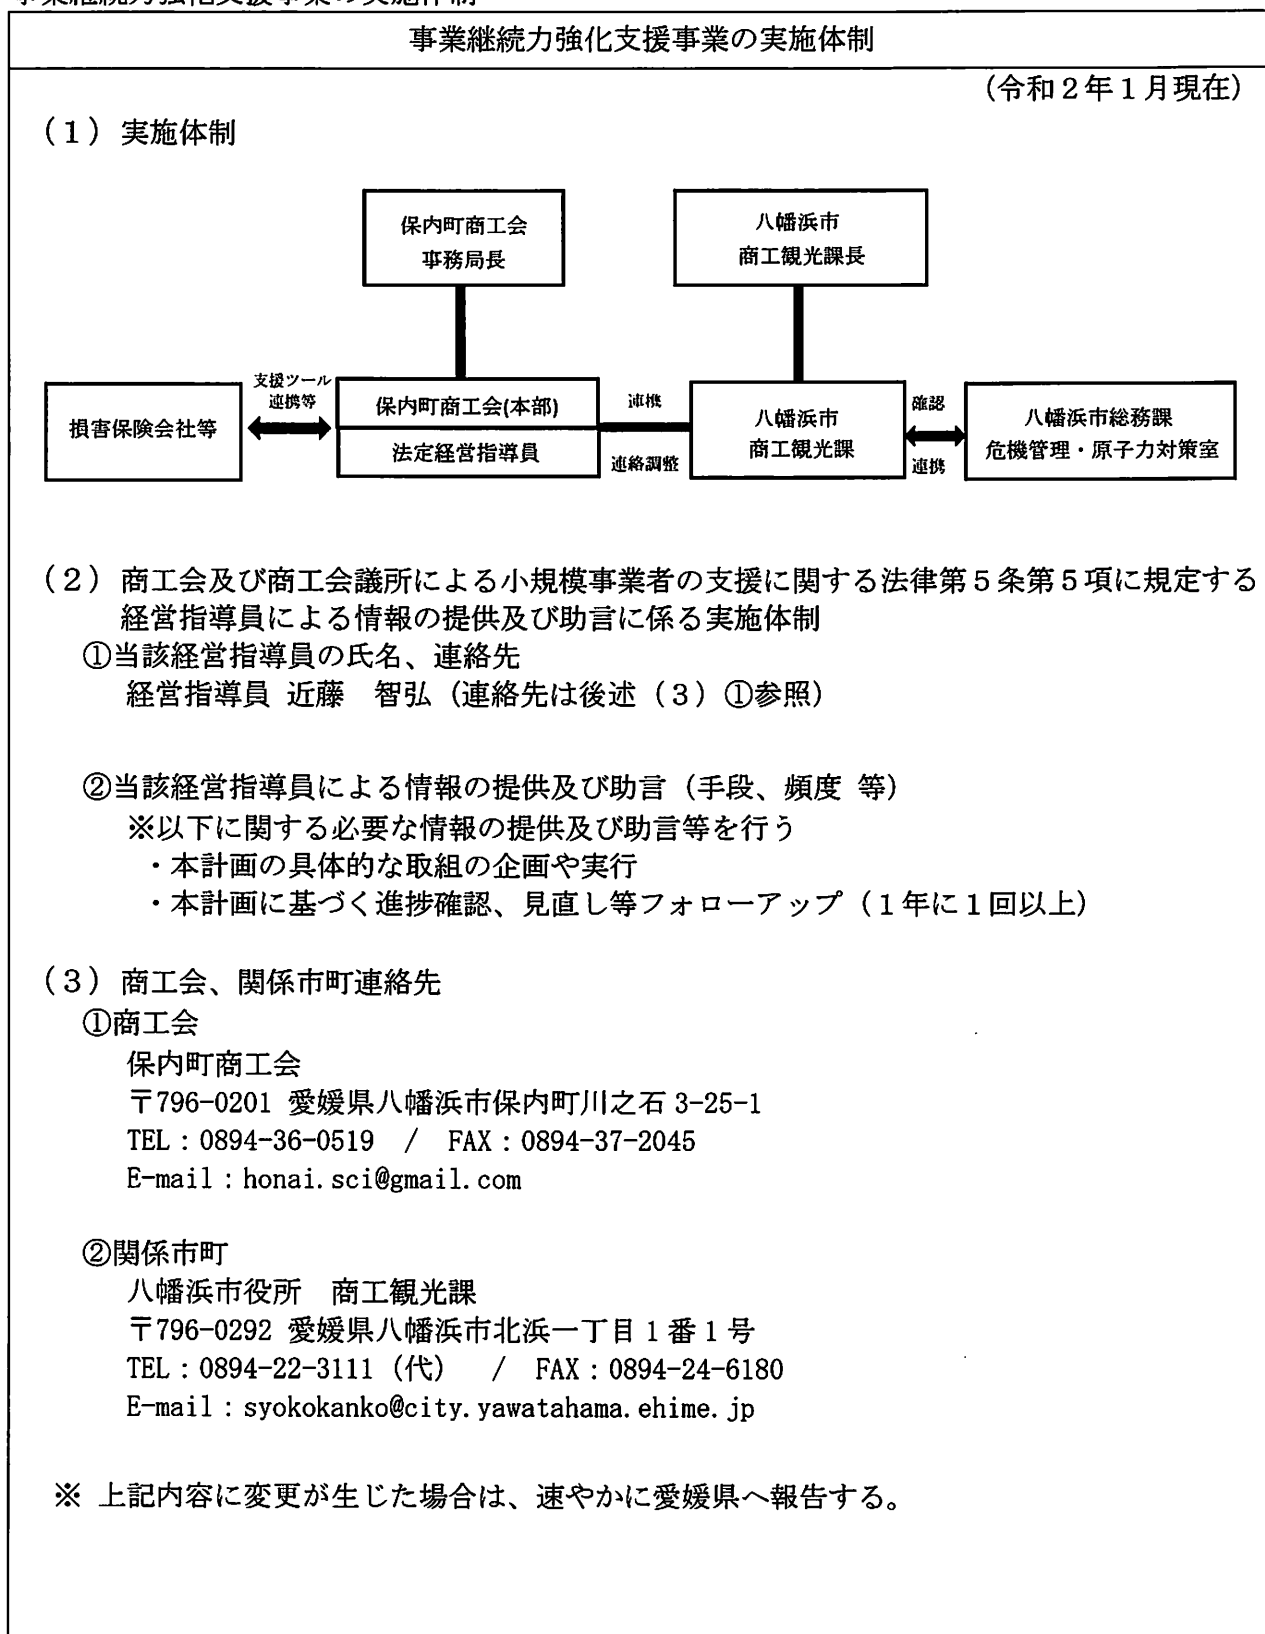 事業継続力強化支援事業の実施体制
事業継続力強化支援事業の実施体制
（令和２年１月現在）
（１）実施体制
保内町商工会
事務局長
八幡浜市
商工観光課長
損害保険会社等
支援ツール
連携等
保内町商工会(本部)
法定経営指導員
連携
連絡調整
八幡浜市
商工観光課
確認
連携
八幡浜市総務課
危機管理・原子力対策室
（２）商工会及び商工会議所による小規模事業者の支援に関する法律第５条第５項に規定する
経営指導員による情報の提供及び助言に係る実施体制
①当該経営指導員の氏名、連絡先
経営指導員 近藤　智弘（連絡先は後述（３）①参照）
②当該経営指導員による情報の提供及び助言（手段、頻度 等）
※以下に関する必要な情報の提供及び助言等を行う
・本計画の具体的な取組の企画や実行
・本計画に基づく進捗確認、見直し等フォローアップ（１年に１回以上）
（３）商工会、関係市町連絡先
①商工会
保内町商工会
〒796-0201 愛媛県八幡浜市保内町川之石 3-25-1
TEL：0894-36-0519　/　FAX：0894-37-2045
E-mail：honai.sci@gmail.com
②関係市町
八幡浜市役所　商工観光課
〒796-0292 愛媛県八幡浜市北浜一丁目１番１号
TEL：0894-22-3111（代）　/　FAX：0894-24-6180
E-mail：syokokanko@city.yawatahama.ehime.jp
※ 上記内容に変更が生じた場合は、速やかに愛媛県へ報告する。